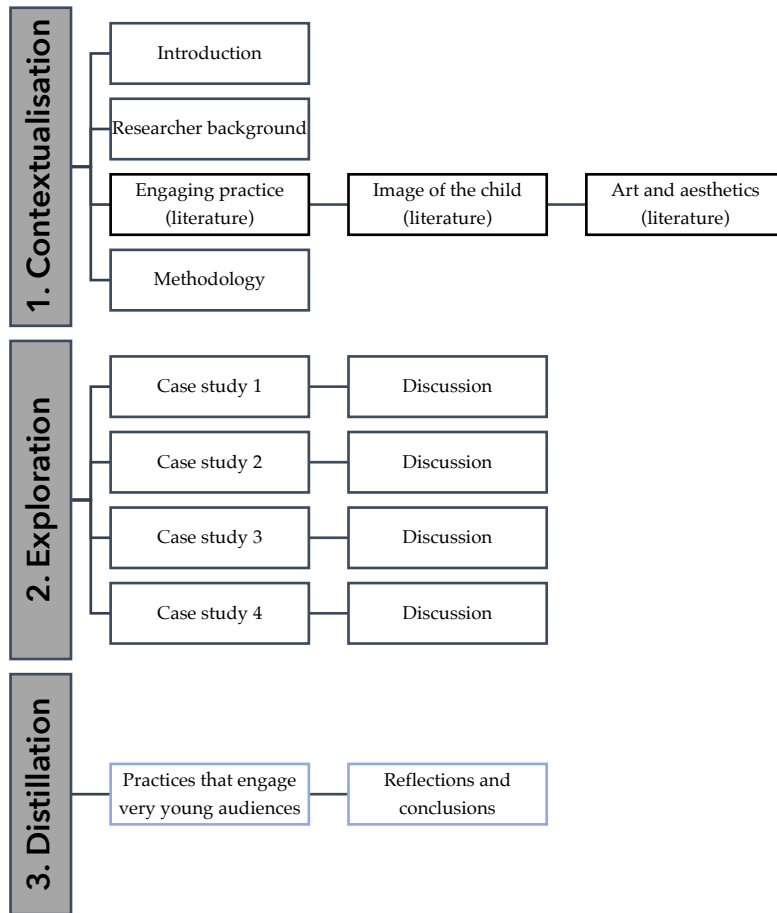 1. Contextualisation
Introduction
Researcher background
Engaging practice
(literature)
Image of the child
(literature)
Art and aesthetics
(literature)
Methodology
2. Exploration
Case study 1
Discussion
Case study 2
Discussion
Case study 3
Discussion
Case study 4
Discussion
3. Distillation
Practices that engage
very young audiences
Reflections and
conclusions